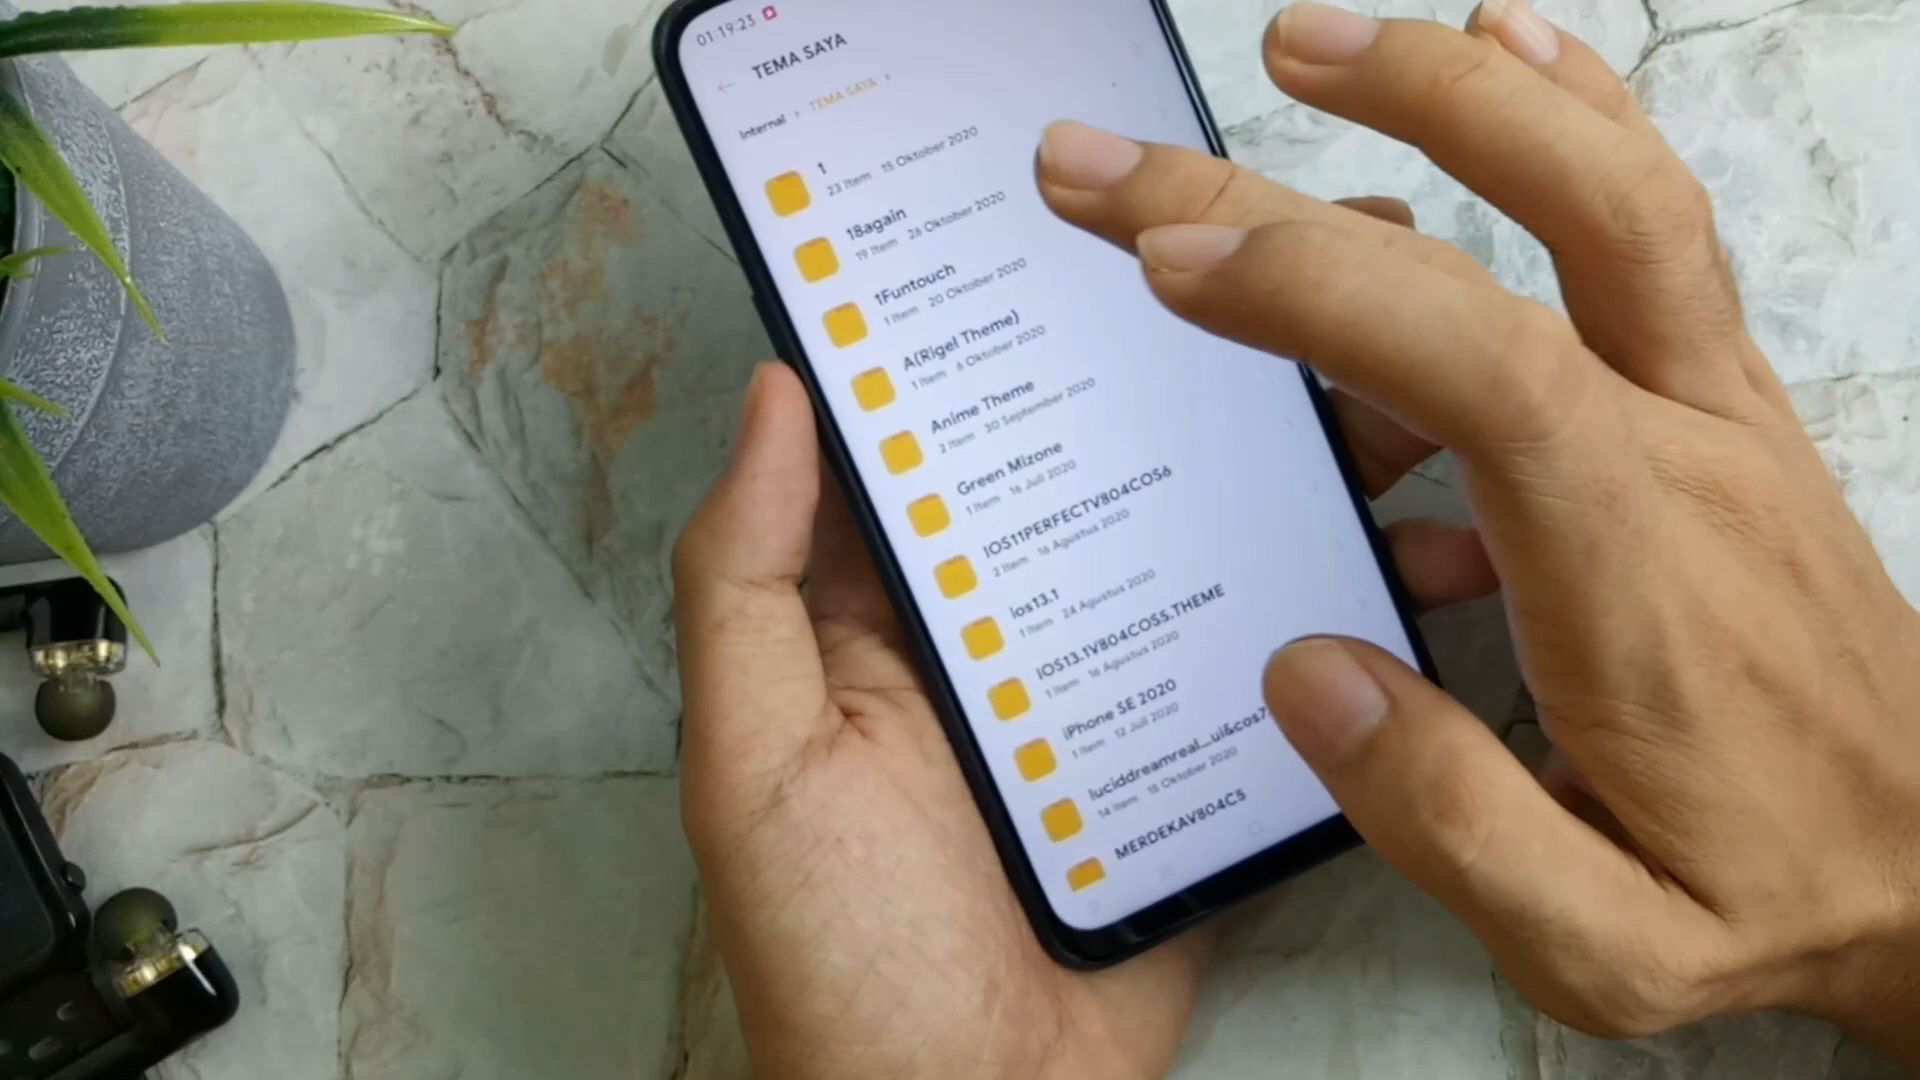 01.19.23
TEMA SAYA
Internal > TEMA SAYA >
1
23 Item 15 Oktober 2020
18again
19 Item 26 Oktober 2020
1Funtouch
1 Item 20 Oktober 2020
A(Rigel Theme)
1 Item 6 Oktober 2020
Anime Theme
2 Item 30 September 2020
Green Mizone
1 Item 16 Juli 2020
IOS11PERFECTV804COS6
2 Item 16 Agustus 2020
ios13.1
1 Item 24 Agustus 2020
iOS13.1V804COS5.THEME
1 Item 16 Agustus 2020
iPhone SE 2020
1 Item 12 Juli 2020
luciddreamreal_ui&cos7
14 Item 15 Oktober 2020
MERDEKAV804C5